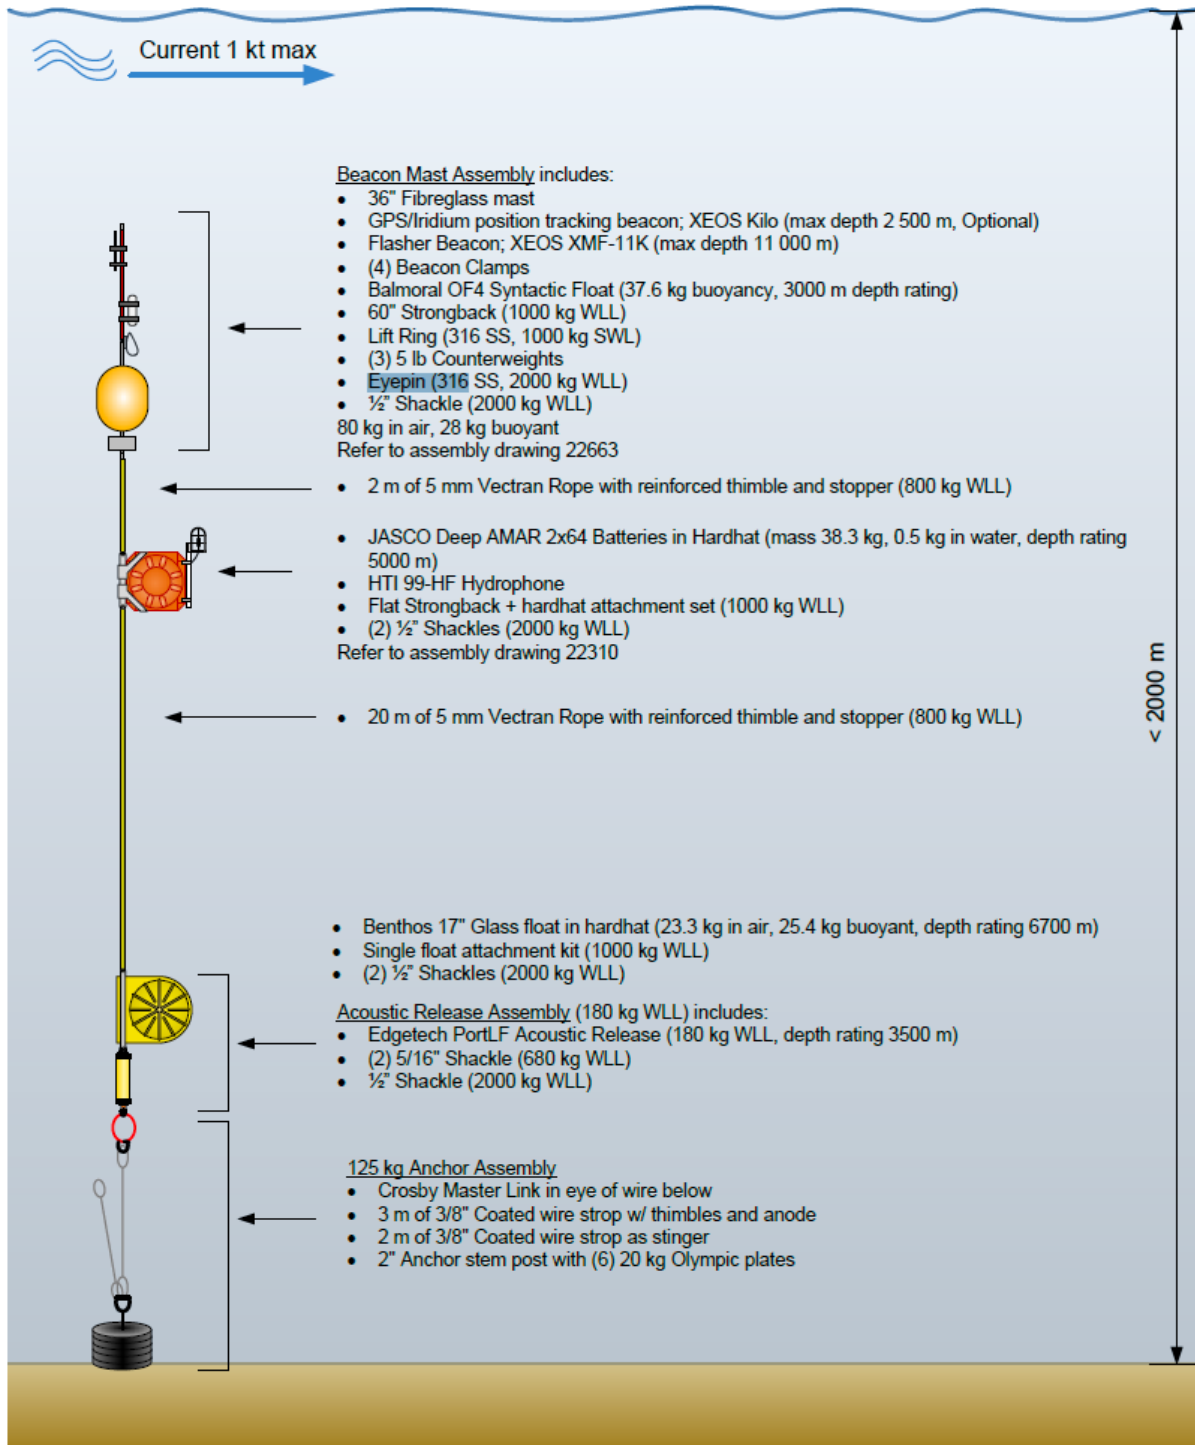 Current 1 kt max
Beacon Mast Assembly includes:
• 36" Fibreglass mast
• GPS/Iridium position tracking beacon; XEOS Kilo (max depth 2 500 m, Optional)
• Flasher Beacon; XEOS XMF-11K (max depth 11 000 m)
• (4) Beacon Clamps
• Balmoral OF4 Syntactic Float (37.6 kg buoyancy, 3000 m depth rating)
• 60" Strongback (1000 kg WLL)
• Lift Ring (316 SS, 1000 kg SWL)
• (3) 5 lb Counterweights
• Eyepin (316 SS, 2000 kg WLL)
• ½" Shackle (2000 kg WLL)
80 kg in air, 28 kg buoyant
Refer to assembly drawing 22663
• 2 m of 5 mm Vectran Rope with reinforced thimble and stopper (800 kg WLL)
• JASCO Deep AMAR 2x64 Batteries in Hardhat (mass 38.3 kg, 0.5 kg in water, depth rating
5000 m)
• HTI 99-HF Hydrophone
• Flat Strongback + hardhat attachment set (1000 kg WLL)
• (2) ½" Shackles (2000 kg WLL)
Refer to assembly drawing 22310
• 20 m of 5 mm Vectran Rope with reinforced thimble and stopper (800 kg WLL)
< 2000 m
• Benthos 17" Glass float in hardhat (23.3 kg in air, 25.4 kg buoyant, depth rating 6700 m)
• Single float attachment kit (1000 kg WLL)
• (2) ½" Shackles (2000 kg WLL)
Acoustic Release Assembly (180 kg WLL) includes:
• Edgetech PortLF Acoustic Release (180 kg WLL, depth rating 3500 m)
• (2) 5/16" Shackle (680 kg WLL)
• ½" Shackle (2000 kg WLL)
125 kg Anchor Assembly
• Crosby Master Link in eye of wire below
• 3 m of 3/8" Coated wire strop w/ thimbles and anode
• 2 m of 3/8" Coated wire strop as stinger
• 2" Anchor stem post with (6) 20 kg Olympic plates